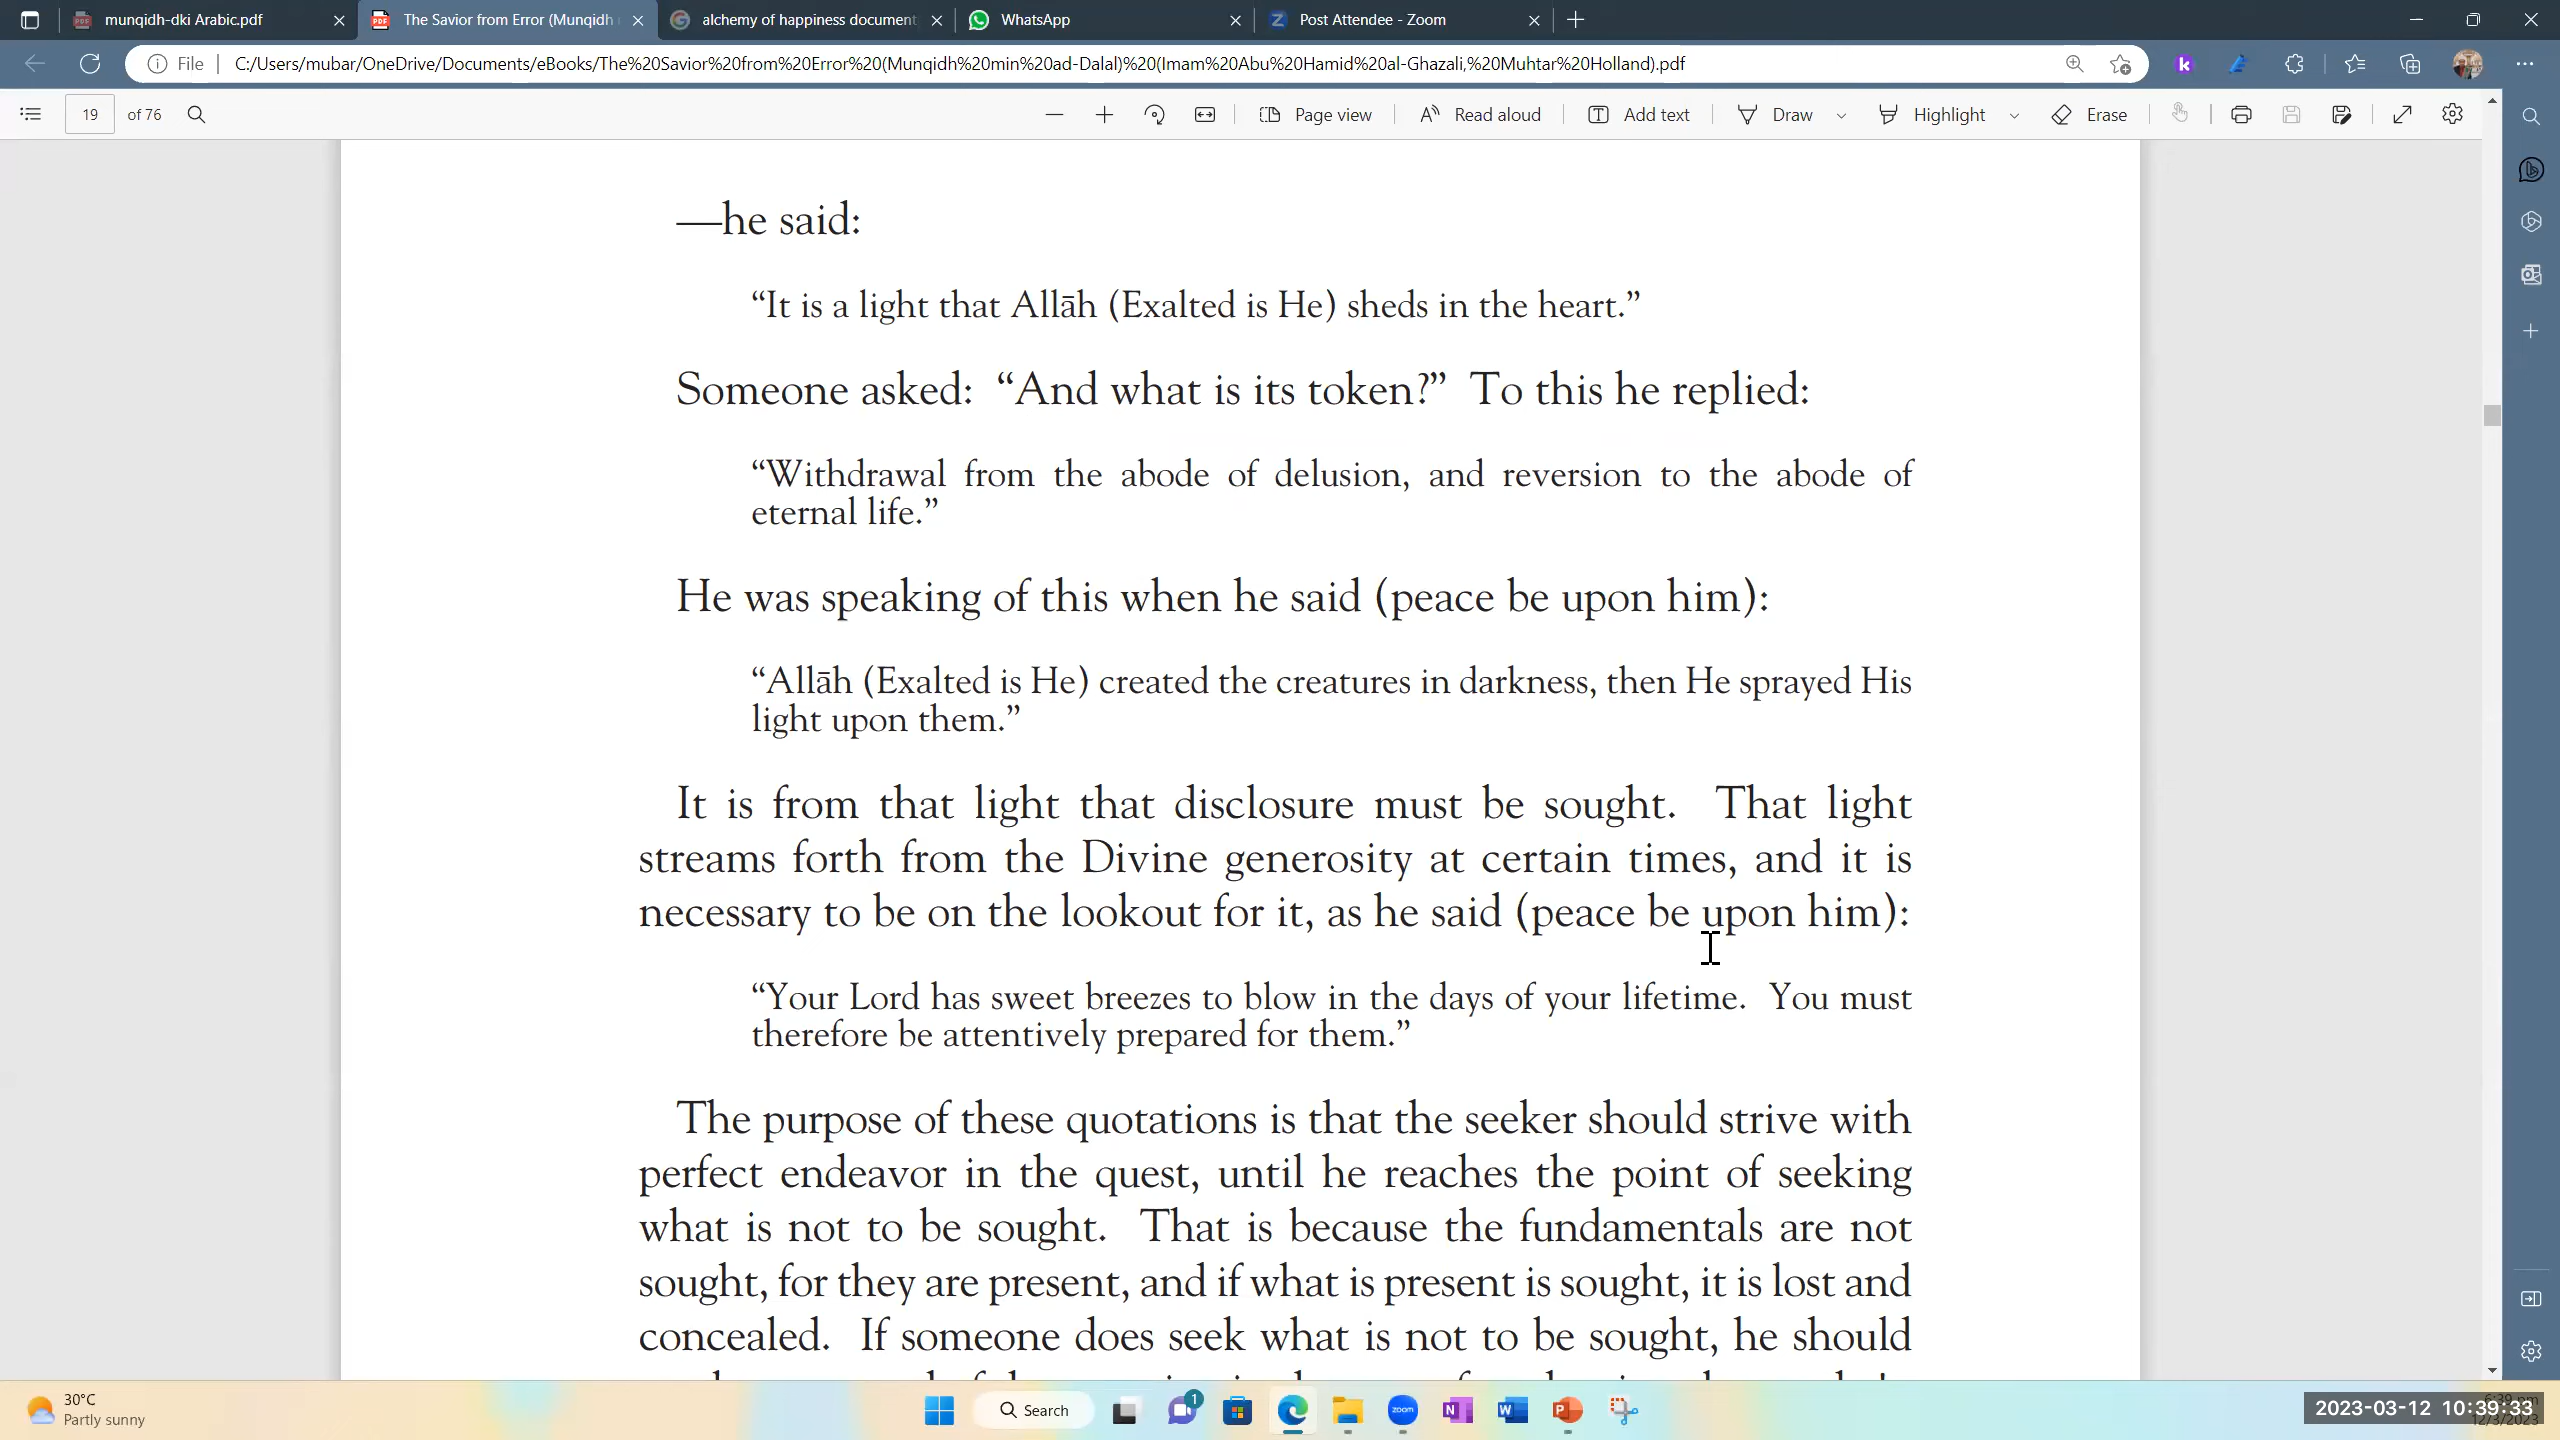 munqidh-dki Arabic.pdf
The Savior from Error (Munqidh
alchemy of happiness document
WhatsApp
Post Attendee - Zoom
File
C:/Users/mubar/OneDrive/Documents/eBooks/The%20Savior%20from%20Error%20(Munqidh%20min%20ad-Dalal)%20(Imam%20Abu%20Hamid%20al-Ghazali,%20Muhtar%20Holland).pdf
19 of 76
Page view
Read aloud
Add text
Draw
Highlight
Erase
—he said:
“It is a light that Allāh (Exalted is He) sheds in the heart.”
Someone asked: “And what is its token?” To this he replied:
“Withdrawal from the abode of delusion, and reversion to the abode of
eternal life.”
He was speaking of this when he said (peace be upon him):
“Allāh (Exalted is He) created the creatures in darkness, then He sprayed His
light upon them.”
It is from that light that disclosure must be sought. That light
streams forth from the Divine generosity at certain times, and it is
necessary to be on the lookout for it, as he said (peace be upon him):
“Your Lord has sweet breezes to blow in the days of your lifetime. You must
therefore be attentively prepared for them.”
The purpose of these quotations is that the seeker should strive with
perfect endeavor in the quest, until he reaches the point of seeking
what is not to be sought. That is because the fundamentals are not
sought, for they are present, and if what is present is sought, it is lost and
concealed. If someone does seek what is not to be sought, he should
30°C
Partly sunny
Search
1
zoom
2023-03-12 10:39:33